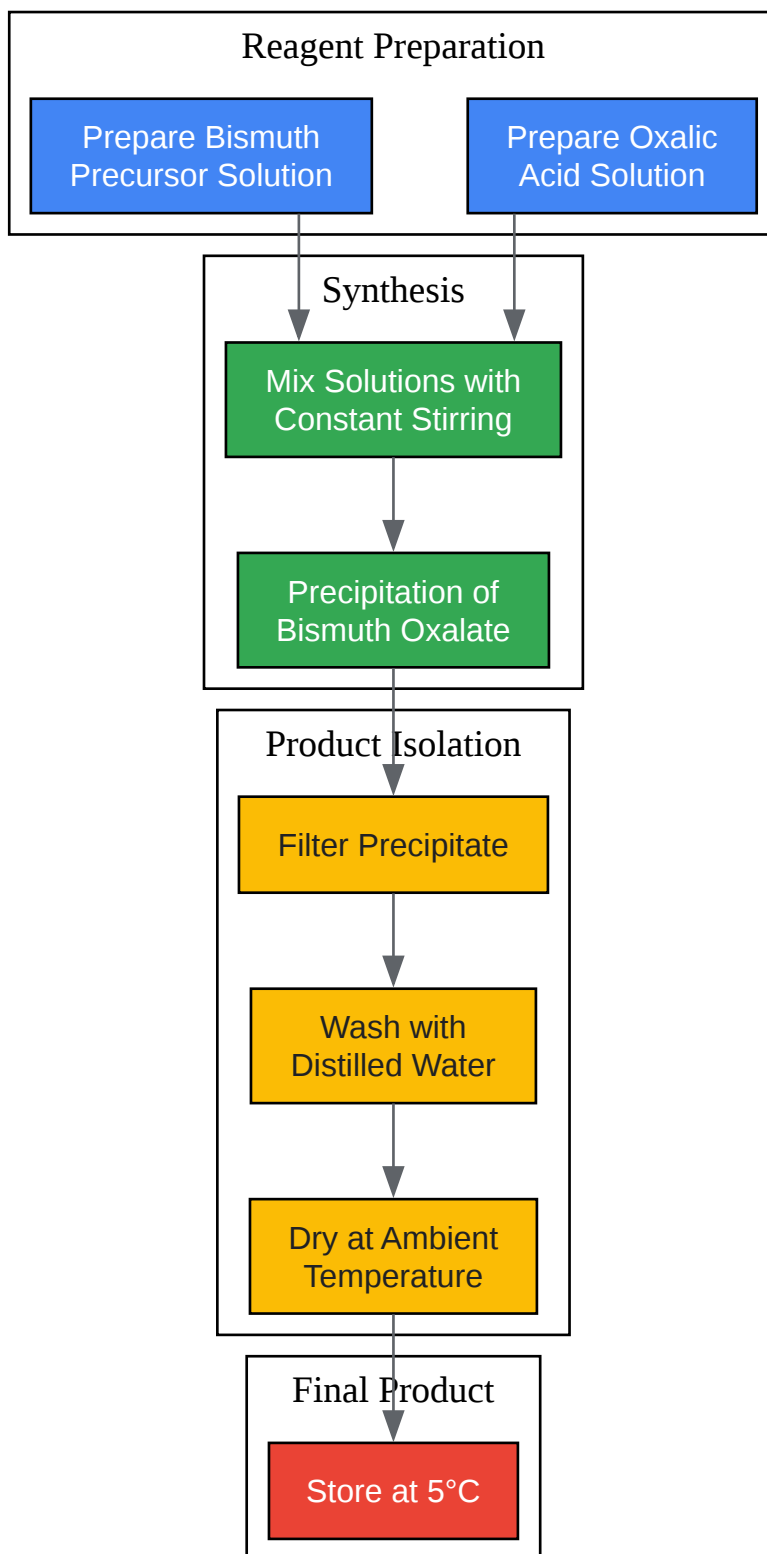 Reagent Preparation
Prepare Bismuth
Precursor Solution
Prepare Oxalic
Acid Solution
Synthesis
Mix Solutions with
Constant Stirring
Precipitation of
Bismuth Oxalate
Product Isolation
Filter Precipitate
Wash with
Distilled Water
Dry at Ambient
Temperature
Final Product
Store at 5°C